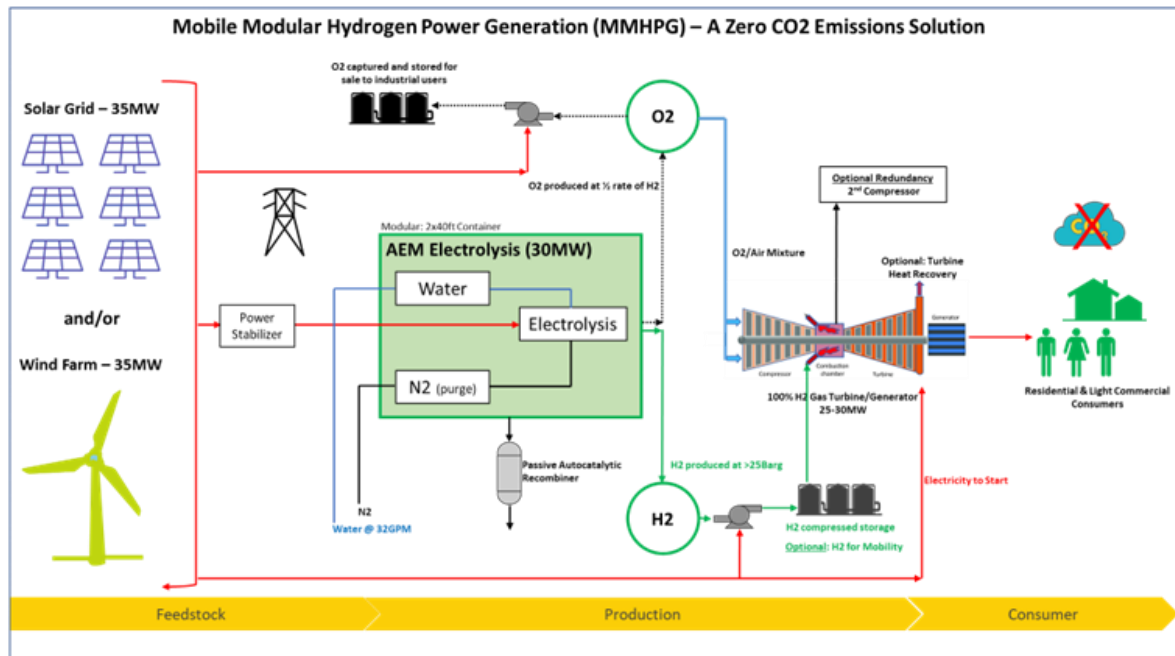 Mobile Modular Hydrogen Power Generation (MMHPG) – A Zero CO2 Emissions Solution
O2 captured and stored for
sale to industrial users
Solar Grid – 35MW
O2
O2 produced at ½ rate of H2
Optional Redundancy
2nd Compressor
Modular: 2x40ft Container
AEM Electrolysis (30MW)
O2/Air Mixture
Optional: Turbine
Heat Recovery
Water
and/or
Power
Stabilizer
Electrolysis
Generator
Wind Farm – 35MW
N2 (purge)
Compressor
Combustion
chamber
Turbine
100% H2 Gas Turbine/Generator
25-30MW
Residential & Light Commercial
Consumers
Passive Autocatalytic
Recombiner
H2 produced at >25Barg
Electricity to Start
N2
Water @ 32GPM
H2
H2 compressed storage
Optional: H2 for Mobility
Feedstock
Production
Consumer